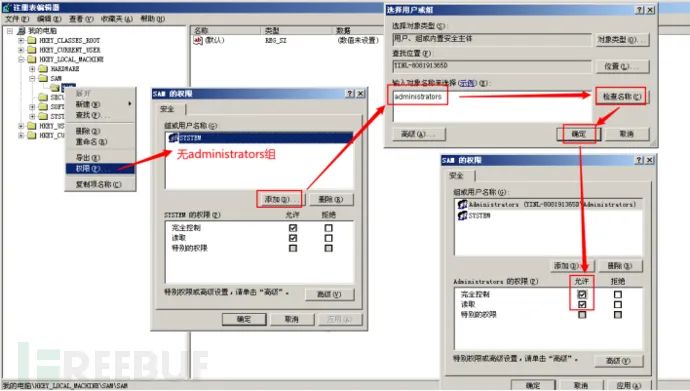 注册表编辑器
文件(F) 编辑(E) 查看(V) 收藏夹(A) 帮助(H)
我的电脑
HKEY_CLASSES_ROOT
HKEY_CURRENT_USER
HKEY_LOCAL_MACHINE
HARDWARE
SAM
SEC
SOF
SYS
HKEY_US
HKEY_CU
展开
新建(N)
查找(F)...
删除(D)
重命名(R)
导出(E)
权限(P)...
复制项名称(C)
名称 类型 数据
(默认) REG_SZ (数值未设置)
SAM 的权限
安全
组或用户名称(G):
SYSTEM
无administrators组
添加(D)... 删除(R)
SYSTEM 的权限(P) 允许 拒绝
完全控制
读取
特别的权限
特别权限或高级设置，请单击“高级”。
高级(V)
确定 取消 应用(A)
选择用户或组
选择对象类型(S):
用户、组或内置安全主体
对象类型(O)...
查找位置(F):
YINL-808191365D
位置(L)...
输入对象名称来选择(示例)(E):
administrators
检查名称(C)
高级(A)...
确定 取消
SAM 的权限
安全
组或用户名称(G):
Administrators (YINL-808191365D\Administrators)
SYSTEM
添加(D)... 删除(R)
Administrators 的权限(P) 允许 拒绝
完全控制
读取
特别的权限
特别权限或高级设置，请单击“高级”。
高级(V)
确定 取消 应用(A)
REEBUF
我的电脑\HKEY_LOCAL_MACHINE\SAM\SAM